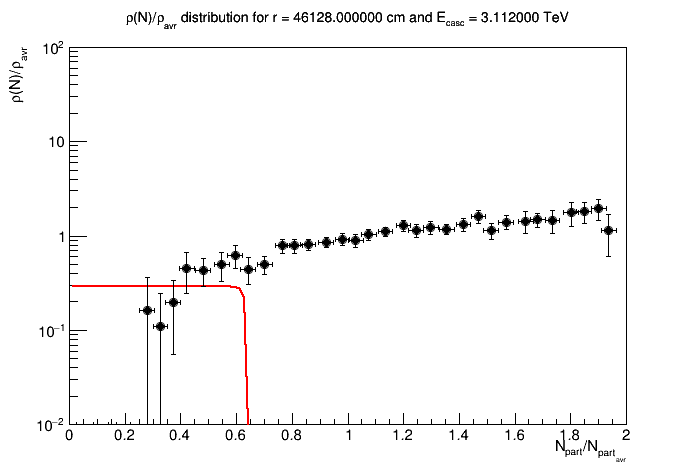 ρ(N)/ρavr distribution for r = 46128.000000 cm and Ecasc = 3.112000 TeV
ρ(N)/ρavr
10²
10
1
10⁻¹
10⁻²
0 0.2 0.4 0.6 0.8 1 1.2 1.4 1.6 1.8 2
Npart/Npartavr